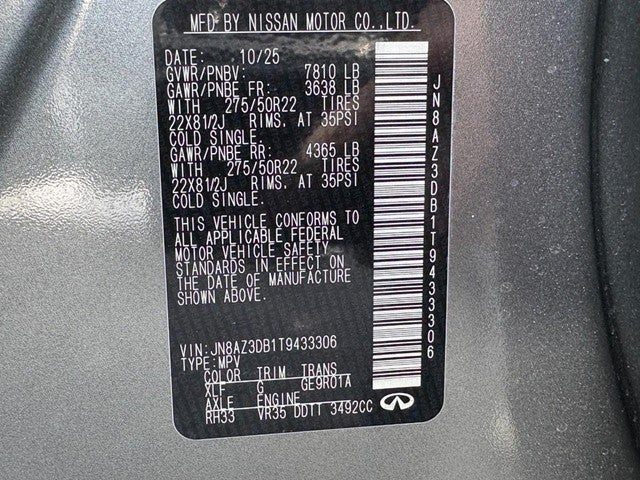 MFD BY NISSAN MOTOR CO.,LTD.
DATE: 10/25
GVWR/PNBV: 7810 LB
GAWR/PNBE FR: 3638 LB
WITH 275/50R22 TIRES
22X81/2J RIMS, AT 35PSI
COLD SINGLE.
GAWR/PNBE RR: 4365 LB
WITH 275/50R22 TIRES
22X81/2J RIMS, AT 35PSI
COLD SINGLE.
THIS VEHICLE CONFORMS TO
ALL APPLICABLE FEDERAL
MOTOR VEHICLE SAFETY
STANDARDS IN EFFECT ON
THE DATE OF MANUFACTURE
SHOWN ABOVE.
VIN:JN8AZ3DB1T9433306
TYPE:MPV
COLOR TRIM TRANS
XLF G GE9R01A
AXLE ENGINE
RH33 VR35 DDTT 3492CC
JN8AZ3DB1T9433306